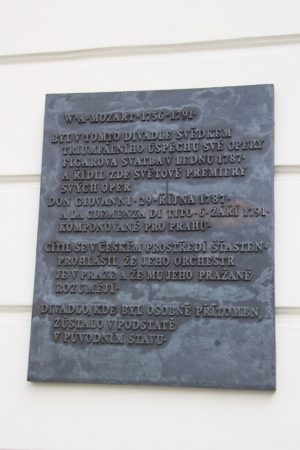 W·A·MOZART·1756-1791·
BYL V TOMTO DIVADLE SVĚDKEM
TRIUMFÁLNÍHO ÚSPĚCHU SVÉ OPERY
FIGAROVA SVATBA V LEDNU 1787·
A ŘÍDIL ZDE SVĚTOVÉ PREMIERY
SVÝCH OPER
DON GIOVANNI·29·ŘÍJNA 1787·
A LA CLEMENZA DI TETO·6·ZÁŘÍ 1791·
KOMPONOVANÉ PRO PRAHU·
CÍTIL SE V ČESKÉM PROSTŘEDÍ ŠŤASTEN·
PROHLÁSIL, ŽE JEHO ORCHESTR
JE V PRAZE A ŽE MU JEHO PRAŽANÉ
ROZUMĚJÍ·
DIVADLO, KDE BYL OSOBNĚ PŘÍTOMEN,
ZŮSTALO V PODSTATĚ
V PŮVODNÍM STAVU·